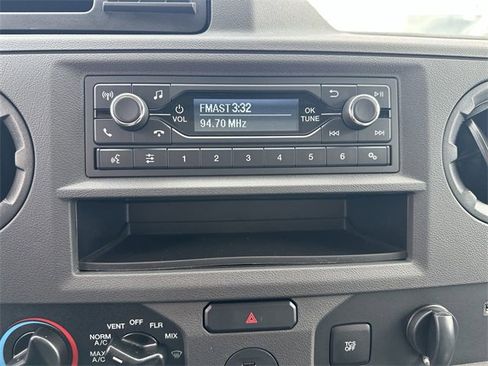 FMAST 3:32
94.70 MHz
VOL
OK
TUNE
1 2 3 4 5 6
VENT OFF FLR
NORM A/C
MIX
MAX A/C
TCS
OFF